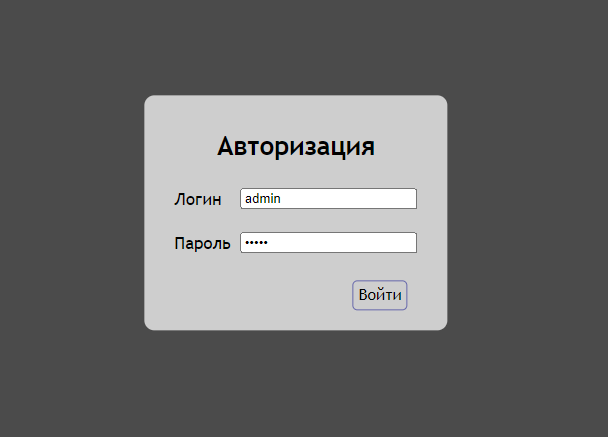 Авторизация
Логин admin
Пароль •••••
Войти